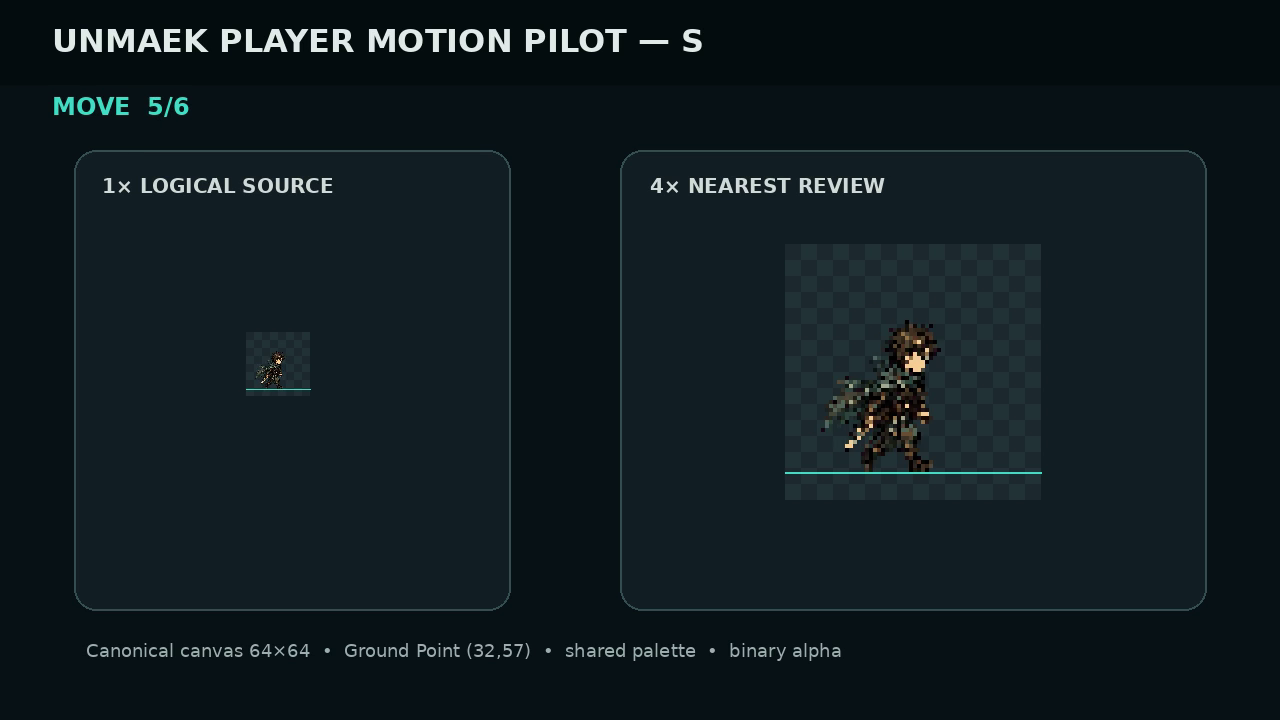 UNMAEK PLAYER MOTION PILOT — S
MOVE 5/6
1× LOGICAL SOURCE
4× NEAREST REVIEW
Canonical canvas 64×64 • Ground Point (32,57) • shared palette • binary alpha